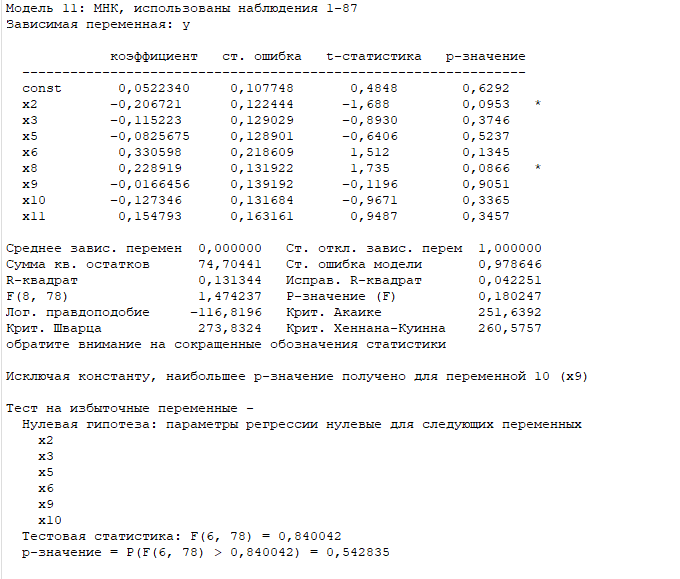 Модель 11: МНК, использованы наблюдения 1-87
Зависимая переменная: y
коэффициент ст. ошибка t-статистика p-значение
---------------------------------------------------------------
const 0,0522340 0,107748 0,4848 0,6292
x2 -0,206721 0,122444 -1,688 0,0953 *
x3 -0,115223 0,129029 -0,8930 0,3746
x5 -0,0825675 0,128901 -0,6406 0,5237
x6 0,330598 0,218609 1,512 0,1345
x8 0,228919 0,131922 1,735 0,0866 *
x9 -0,0166456 0,139192 -0,1196 0,9051
x10 -0,127346 0,131684 -0,9671 0,3365
x11 0,154793 0,163161 0,9487 0,3457
Среднее завис. перемен 0,000000 Ст. откл. завис. перем 1,000000
Сумма кв. остатков 74,70441 Ст. ошибка модели 0,978646
R-квадрат 0,131344 Исправ. R-квадрат 0,042251
F(8, 78) 1,474237 P-значение (F) 0,180247
Лог. правдоподобие -116,8196 Крит. Акаике 251,6392
Крит. Шварца 273,8324 Крит. Хеннана-Куинна 260,5757
обратите внимание на сокращенные обозначения статистики
Исключая константу, наибольшее p-значение получено для переменной 10 (x9)
Тест на избыточные переменные -
Нулевая гипотеза: параметры регрессии нулевые для следующих переменных
x2
x3
x5
x6
x9
x10
Тестовая статистика: F(6, 78) = 0,840042
p-значение = P(F(6, 78) > 0,840042) = 0,542835